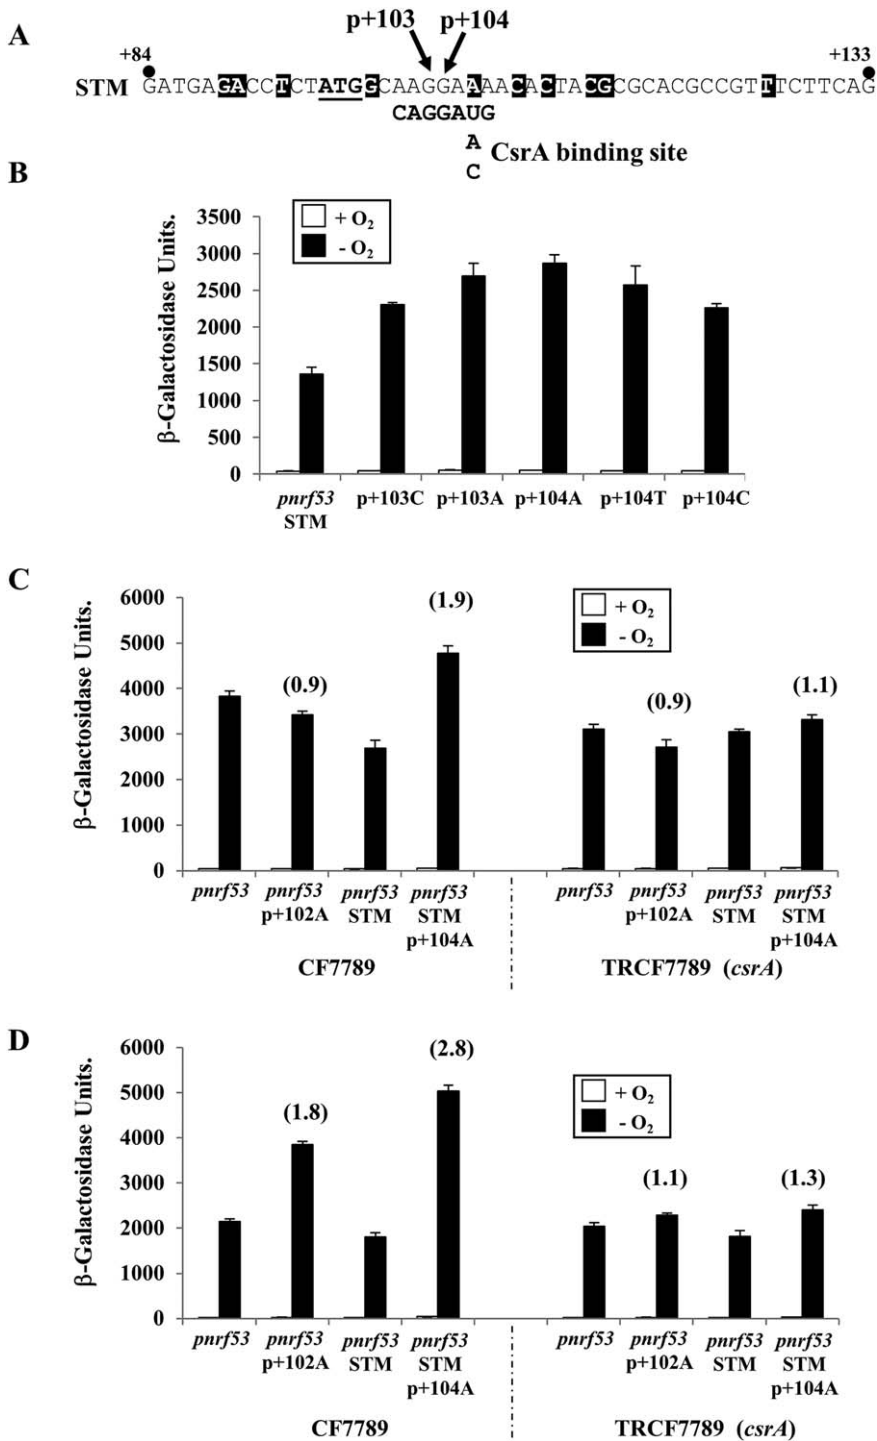 A
p+103 p+104
+84 +133
STM GATGAGACCTCTATGGCAAGGAAAACACTACGCGCACGCCGTTTCTTCAG
CAGGAUG
A
C
CsrA binding site
B
β-Galactosidase Units.
3500
3000
2500
2000
1500
1000
500
0
+ O₂
- O₂
pnrf53 STM
p+103C
p+103A
p+104A
p+104T
p+104C
C
β-Galactosidase Units.
6000
5000
4000
3000
2000
1000
0
(0.9)
(1.9)
+ O₂
- O₂
(0.9)
(1.1)
pnrf53
pnrf53 p+102A
pnrf53 STM
pnrf53 STM p+104A
pnrf53
pnrf53 p+102A
pnrf53 STM
pnrf53 STM p+104A
CF7789
TRCF7789 (csrA)
D
β-Galactosidase Units.
6000
5000
4000
3000
2000
1000
0
(1.8)
(2.8)
+ O₂
- O₂
(1.1)
(1.3)
pnrf53
pnrf53 p+102A
pnrf53 STM
pnrf53 STM p+104A
pnrf53
pnrf53 p+102A
pnrf53 STM
pnrf53 STM p+104A
CF7789
TRCF7789 (csrA)